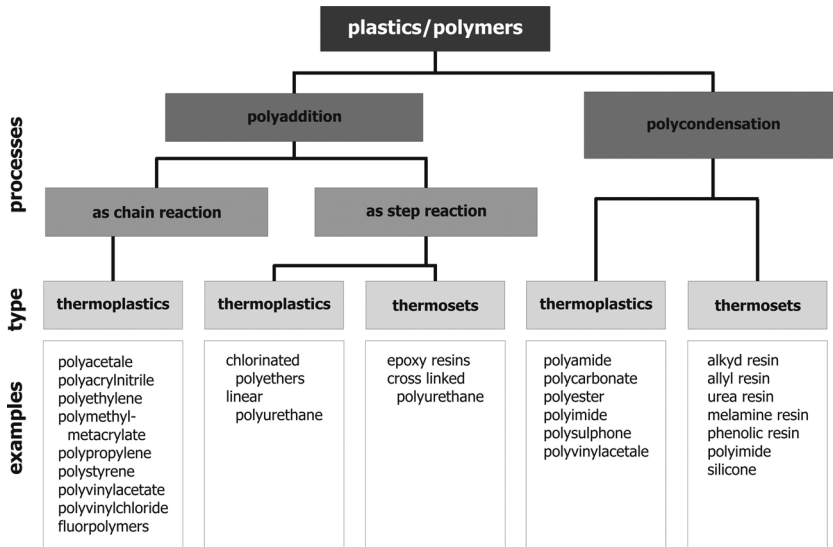 plastics/polymers
polyaddition
polycondensation
as chain reaction
as step reaction
processes
type
examples
thermoplastics
thermoplastics
thermosets
thermoplastics
thermosets
polyacetale
polyacrylnitrile
polyethylene
polymethyl-
metacrylate
polypropylene
polystyrene
polyvinylacetate
polyvinylchloride
fluorpolymers
chlorinated
polyethers
linear
polyurethane
epoxy resins
cross linked
polyurethane
polyamide
polycarbonate
polyester
polyimide
polysulphone
polyvinylacetale
alkyd resin
allyl resin
urea resin
melamine resin
phenolic resin
polyimide
silicone